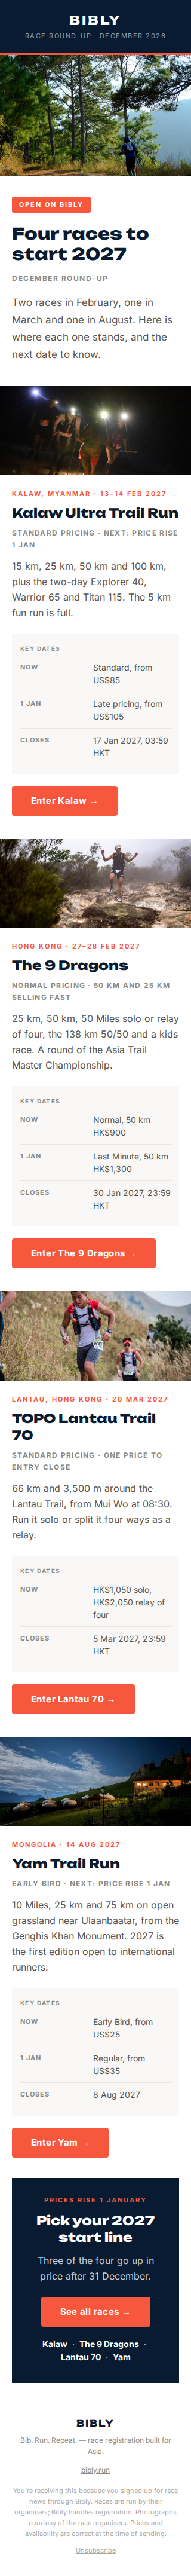 BIBLY
RACE ROUND-UP · DECEMBER 2026
OPEN ON BIBLY
Four races to
start 2027
DECEMBER ROUND-UP
Two races in February, one in
March and one in August. Here is
where each one stands, and the
next date to know.
KALAW, MYANMAR · 13–14 FEB 2027
Kalaw Ultra Trail Run
STANDARD PRICING · NEXT: PRICE RISE
1 JAN
15 km, 25 km, 50 km and 100 km,
plus the two-day Explorer 40,
Warrior 65 and Titan 115. The 5 km
fun run is full.
KEY DATES
NOW Standard, from
US$85
1 JAN Late pricing, from
US$105
CLOSES 17 Jan 2027, 03:59
HKT
Enter Kalaw →
HONG KONG · 27–28 FEB 2027
The 9 Dragons
NORMAL PRICING · 50 KM AND 25 KM
SELLING FAST
25 km, 50 km, 50 Miles solo or relay
of four, the 138 km 50/50 and a kids
race. A round of the Asia Trail
Master Championship.
KEY DATES
NOW Normal, 50 km
HK$900
1 JAN Last Minute, 50 km
HK$1,300
CLOSES 30 Jan 2027, 23:59
HKT
Enter The 9 Dragons →
LANTAU, HONG KONG · 20 MAR 2027
TOPO Lantau Trail
70
STANDARD PRICING · ONE PRICE TO
ENTRY CLOSE
66 km and 3,500 m around the
Lantau Trail, from Mui Wo at 08:30.
Run it solo or split it four ways as a
relay.
KEY DATES
NOW HK$1,050 solo,
HK$2,050 relay of
four
CLOSES 5 Mar 2027, 23:59
HKT
Enter Lantau 70 →
MONGOLIA · 14 AUG 2027
Yam Trail Run
EARLY BIRD · NEXT: PRICE RISE 1 JAN
10 Miles, 25 km and 75 km on open
grassland near Ulaanbaatar, from the
Genghis Khan Monument. 2027 is
the first edition open to international
runners.
KEY DATES
NOW Early Bird, from
US$25
1 JAN Regular, from
US$35
CLOSES 8 Aug 2027
Enter Yam →
PRICES RISE 1 JANUARY
Pick your 2027
start line
Three of the four go up in
price after 31 December.
See all races →
Kalaw · The 9 Dragons ·
Lantau 70 · Yam
BIBLY
Bib. Run. Repeat. — race registration built for
Asia.
bibly.run
You're receiving this because you signed up for race
news through Bibly. Races are run by their
organisers; Bibly handles registration. Photographs
courtesy of the race organisers. Prices and
availability are correct at the time of sending.
Unsubscribe